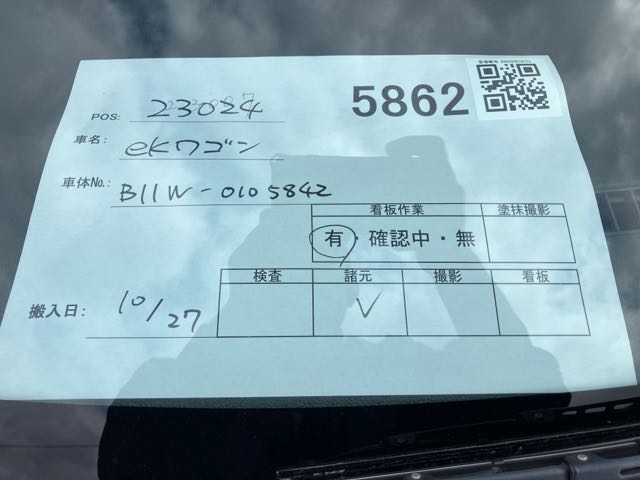 5862
POS: 23024
車名: eKワゴン
車体No.: B11W-0105842
看板作業 塗抹撮影
有・確認中・無
検査 諸元 撮影 看板
搬入日: 10/27 ✓